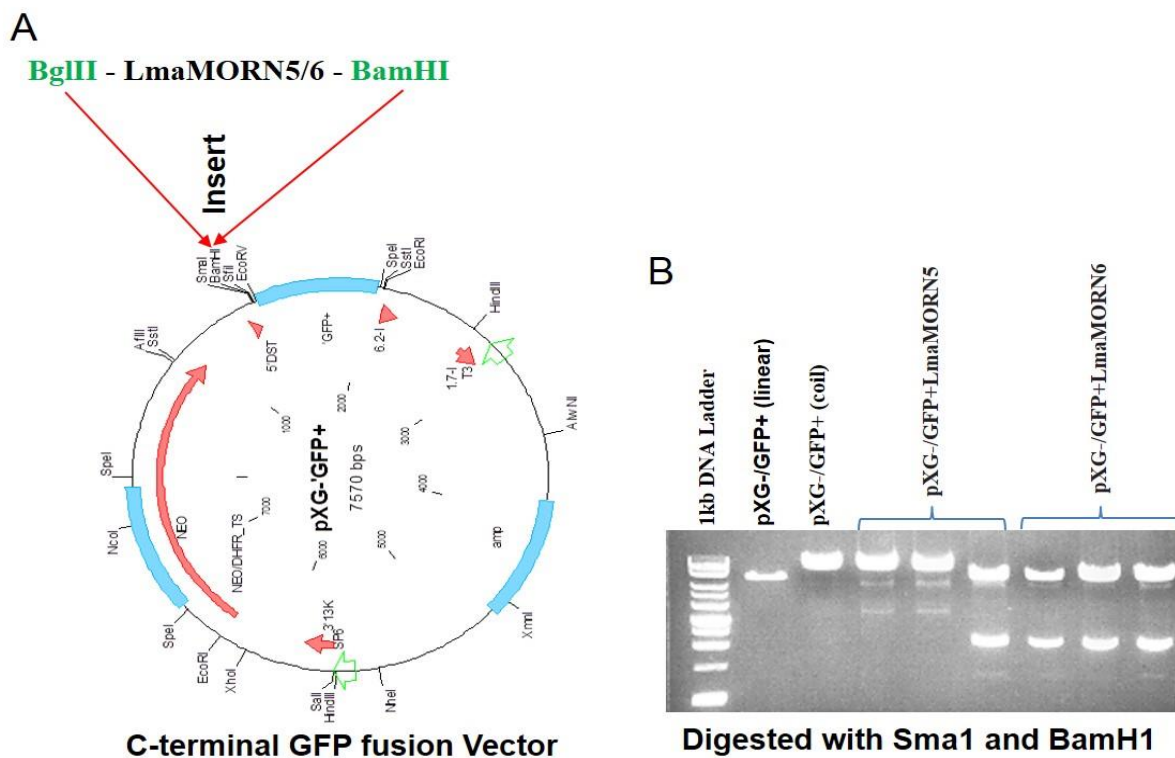 A
BglII - LmaMORN5/6 - BamHI
Insert
SmaI
BamHI
SfiI
EcoRV
SpeI
SstI
EcoRI
HindIII
AlwNI
XmnI
NheI
HindIII
SalI
XhoI
EcoRI
SpeI
NcoI
SpeI
AflII
SstI
5'DST
'GFP+
6.2-I
1.7-I
T3
amp
3'13K
SP6
NEO/DHFR_TS
NEO
pXG-'GFP+
7570 bps
1000
2000
3000
4000
5000
6000
7000
I
C-terminal GFP fusion Vector
B
1kb DNA Ladder
pXG-/GFP+ (linear)
pXG-/GFP+ (coil)
pXG-/GFP+LmaMORN5
pXG-/GFP+LmaMORN6
Digested with Sma1 and BamH1